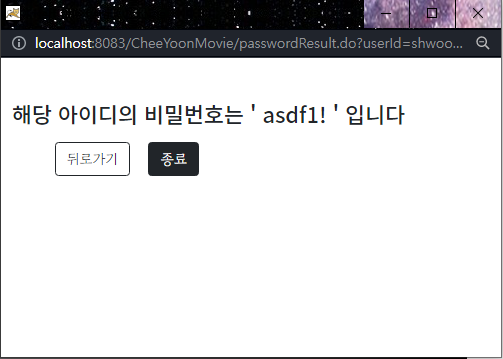 localhost:8083/CheeYoonMovie/passwordResult.do?userId=shwoo...
해당 아이디의 비밀번호는 ' asdf1! ' 입니다
뒤로가기 종료